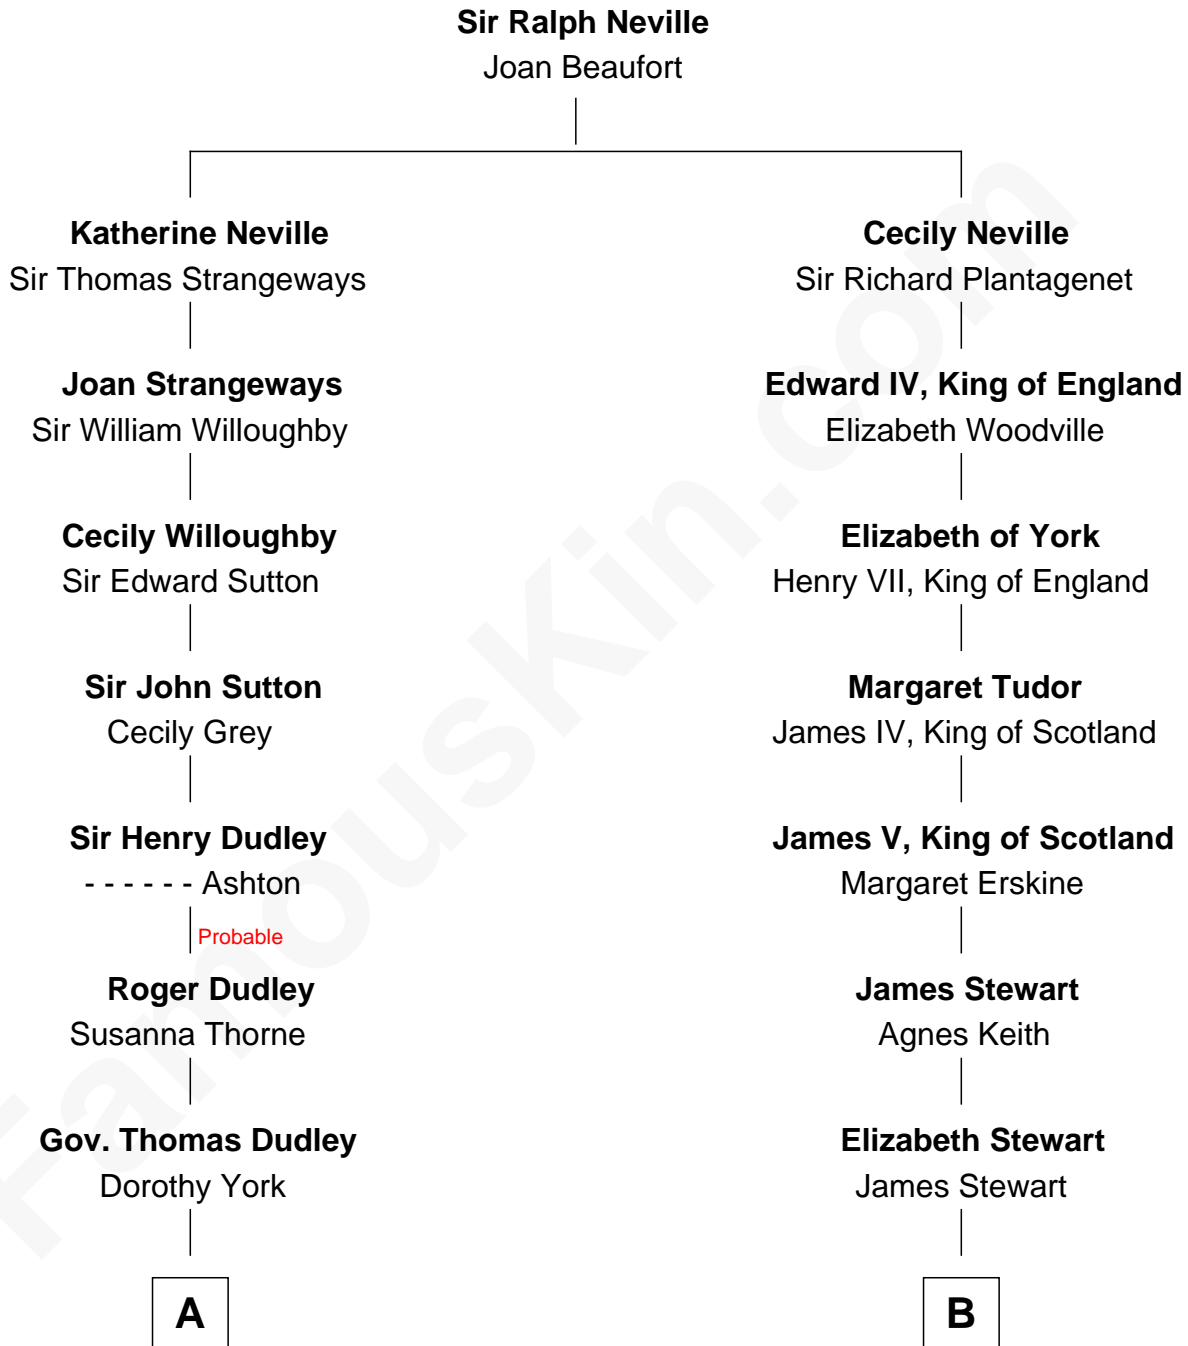 Sir Ralph Neville
Joan Beaufort
Katherine Neville
Sir Thomas Strangeways
Cecily Neville
Sir Richard Plantagenet
Joan Strangeways
Sir William Willoughby
Edward IV, King of England
Elizabeth Woodville
Cecily Willoughby
Sir Edward Sutton
Elizabeth of York
Henry VII, King of England
Sir John Sutton
Cecily Grey
Margaret Tudor
James IV, King of Scotland
Sir Henry Dudley
- - - - - - Ashton
Probable
James V, King of Scotland
Margaret Erskine
Roger Dudley
Susanna Thorne
James Stewart
Agnes Keith
Gov. Thomas Dudley
Dorothy York
Elizabeth Stewart
James Stewart
A
B
FamousKin.com